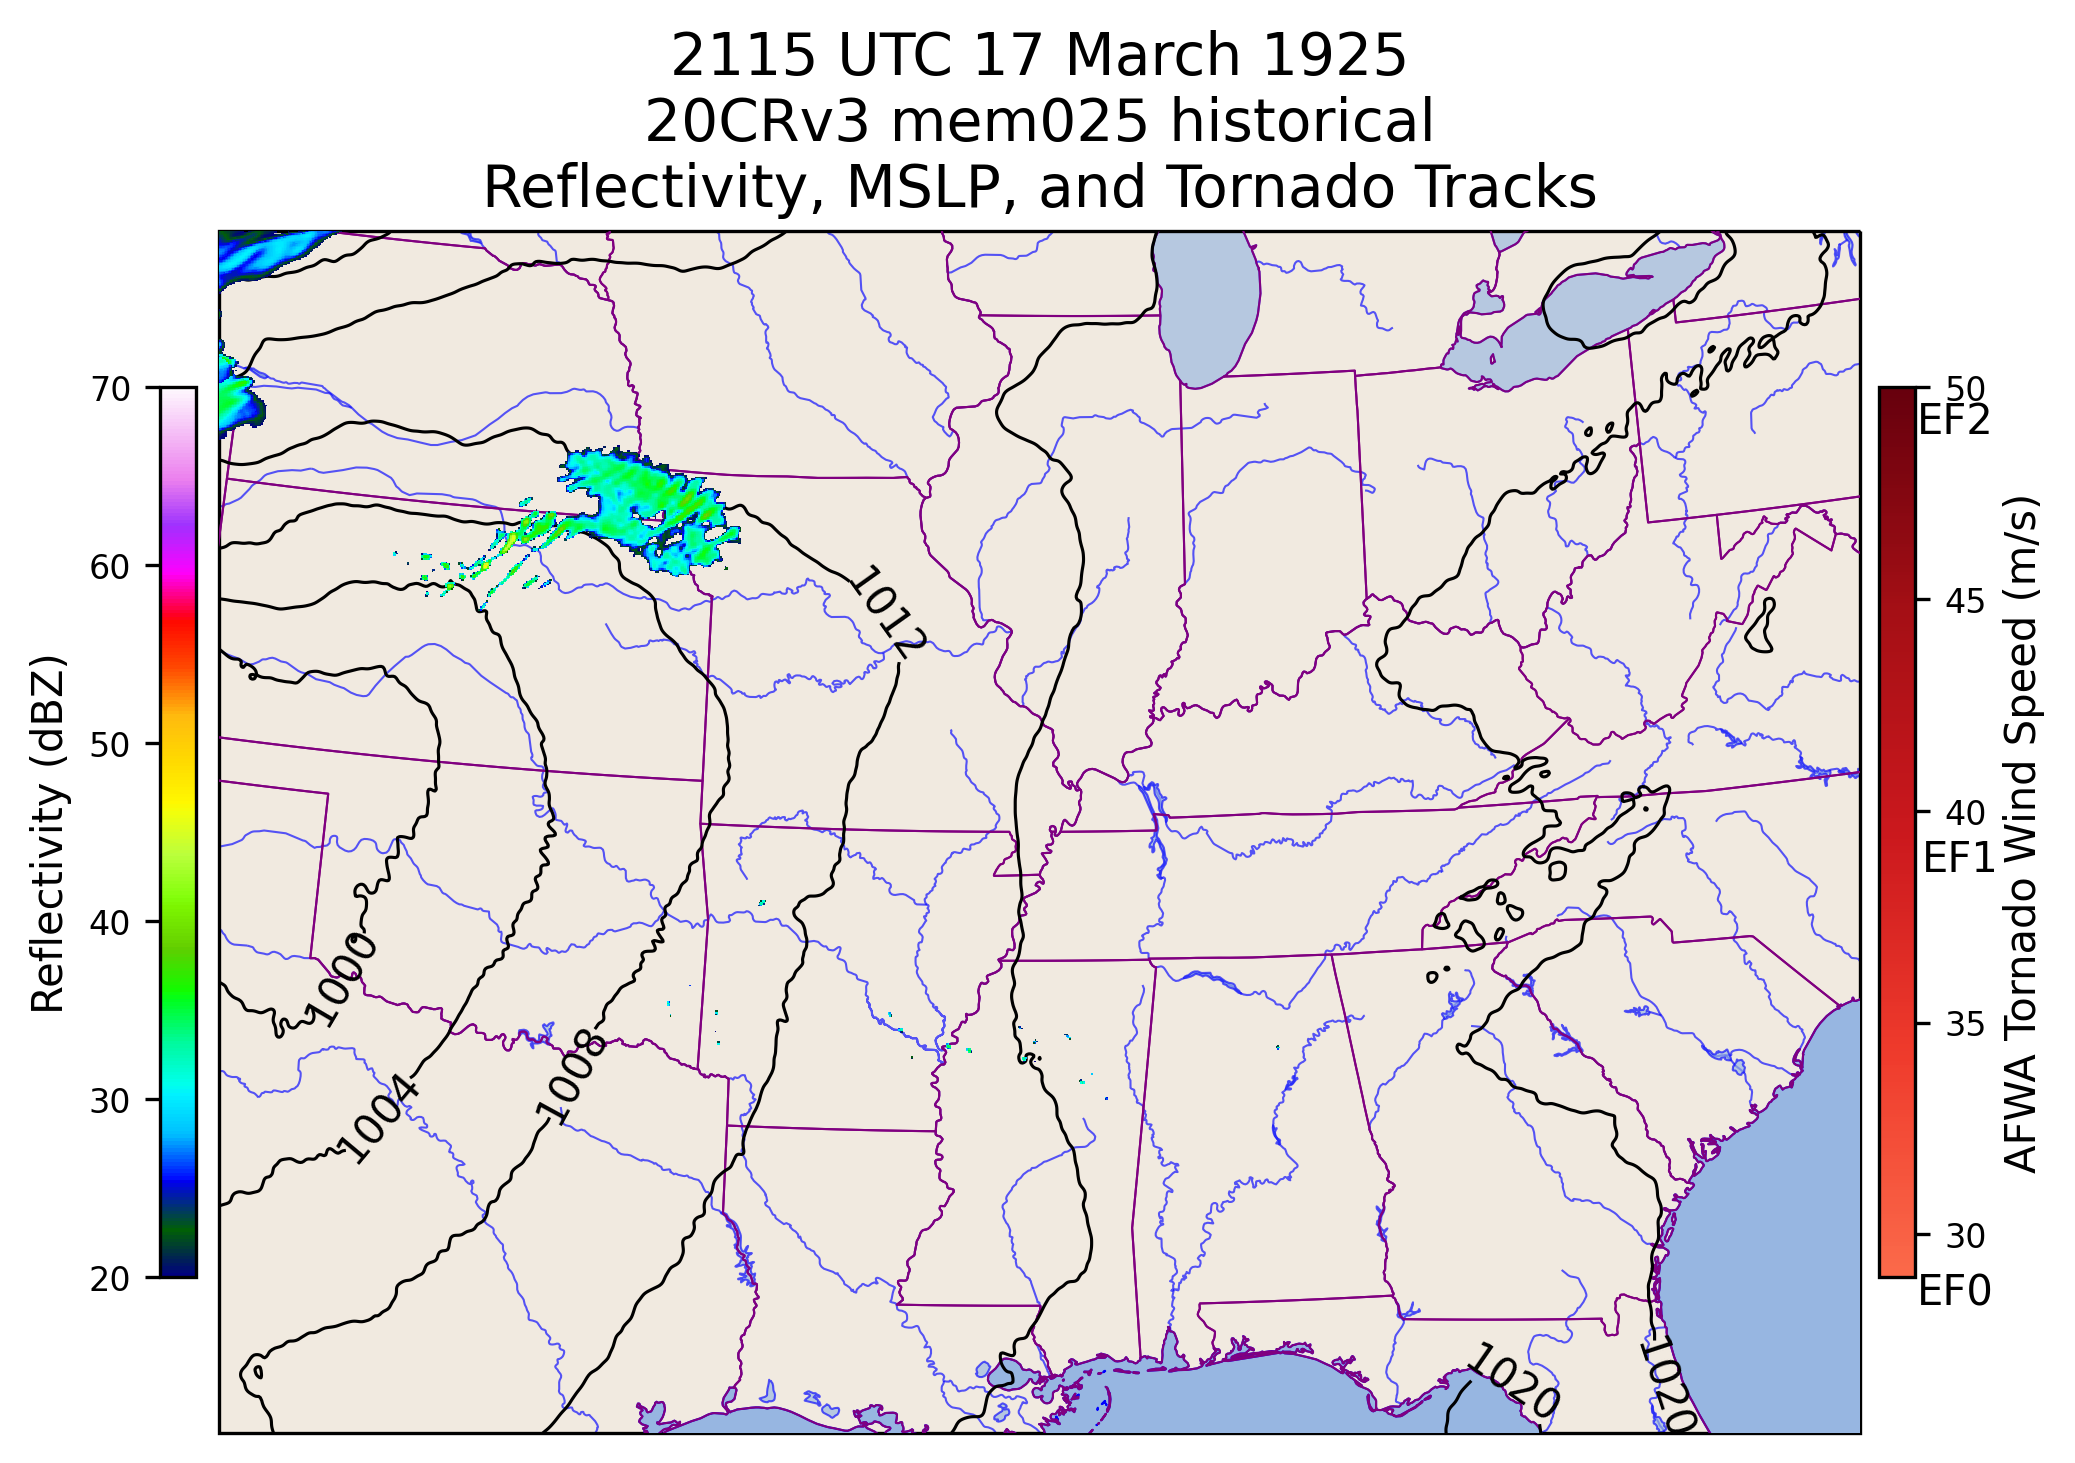 2115 UTC 17 March 1925
20CRv3 mem025 historical
Reflectivity, MSLP, and Tornado Tracks
70
60
50
40
30
20
Reflectivity (dBZ)
1012
1000
1004
1008
1020
1020
50
EF2
45
40
EF1
35
30
EF0
AFWA Tornado Wind Speed (m/s)